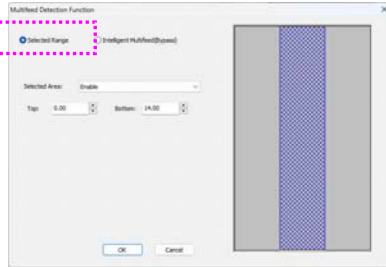 Multifeed Detection Function
Selected Range Intelligent Multifeed(Bypass)
Selected Area: Enable
Top: 0.00 Bottom: 14.00
OK Cancel